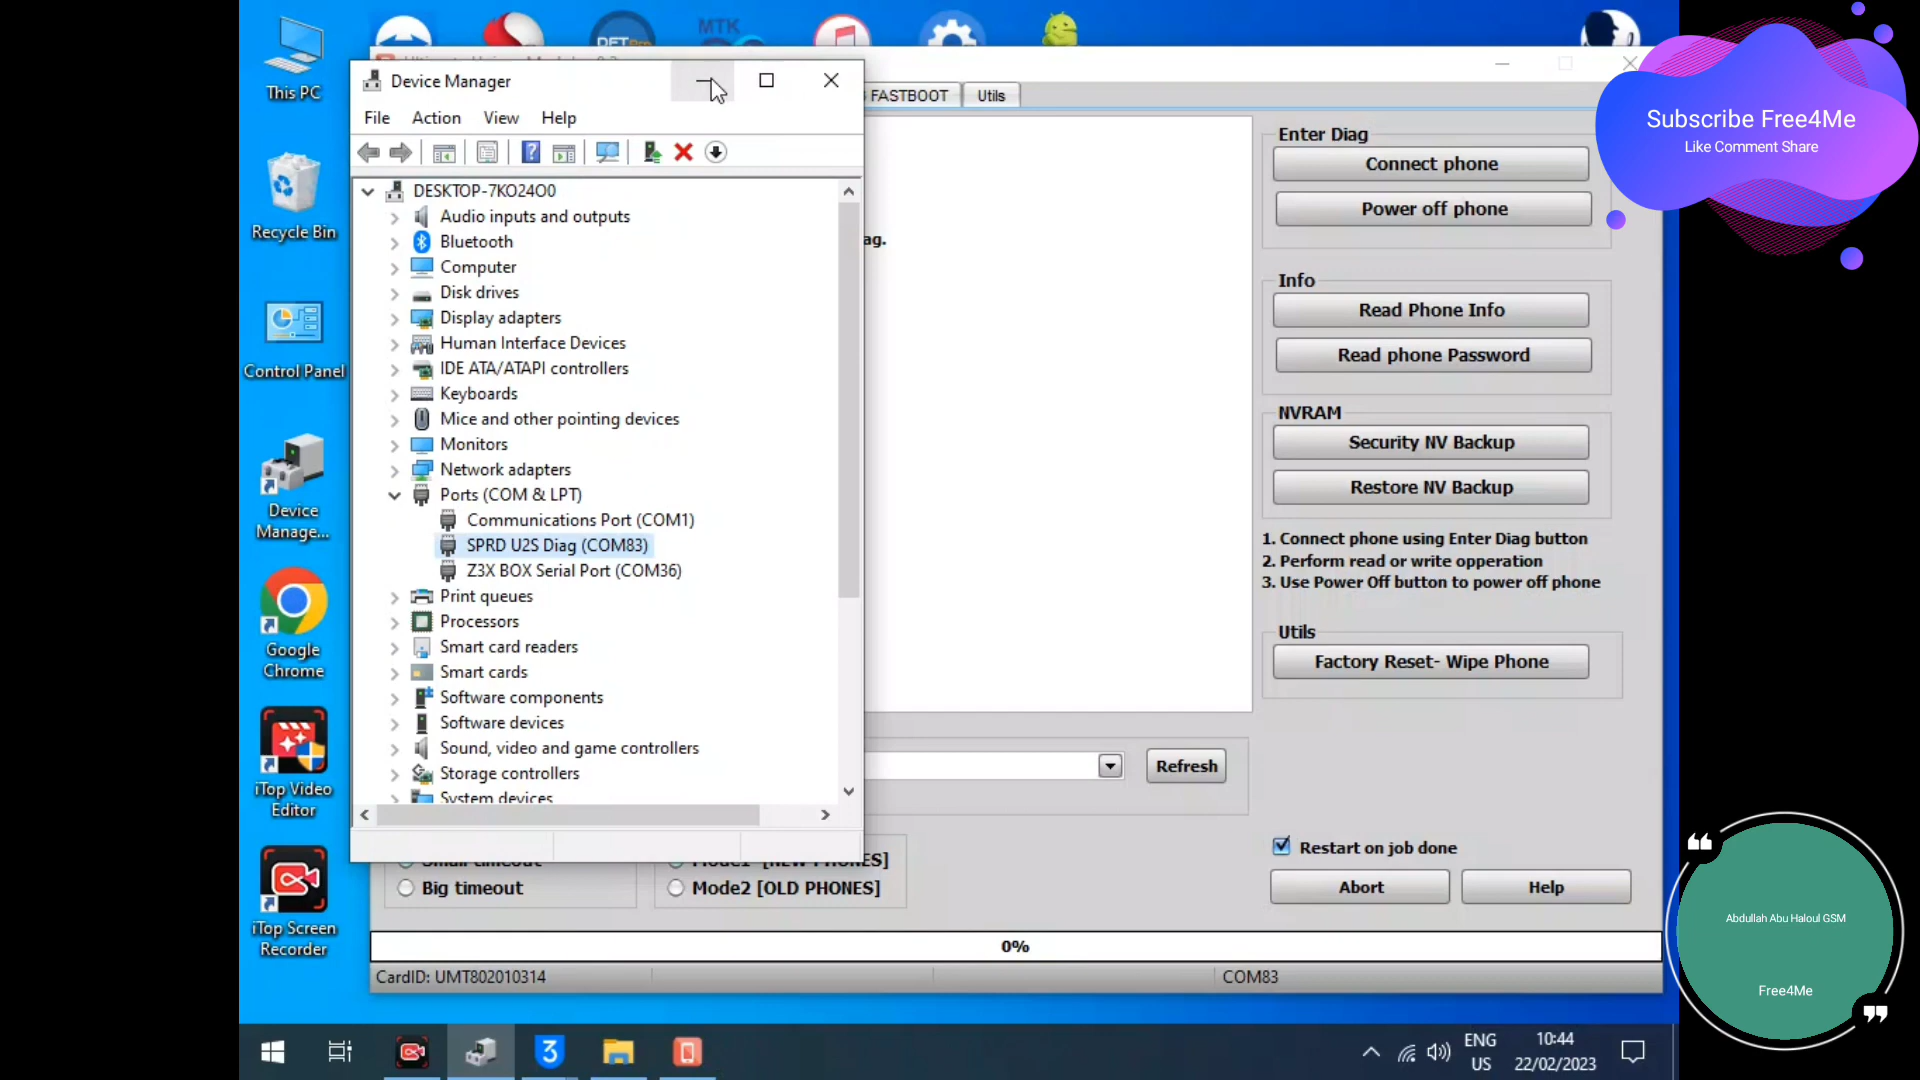 This PC
Recycle Bin
Control Panel
Device
Manage...
Google
Chrome
iTop Video
Editor
iTop Screen
Recorder
MTK
Device Manager
File Action View Help
DESKTOP-7KO24O0
Audio inputs and outputs
Bluetooth
Computer
Disk drives
Display adapters
Human Interface Devices
IDE ATA/ATAPI controllers
Keyboards
Mice and other pointing devices
Monitors
Network adapters
Ports (COM & LPT)
Communications Port (COM1)
SPRD U2S Diag (COM83)
Z3X BOX Serial Port (COM36)
Print queues
Processors
Smart card readers
Smart cards
Software components
Software devices
Sound, video and game controllers
Storage controllers
System devices
FASTBOOT Utils
ag.
Enter Diag
Connect phone
Power off phone
Info
Read Phone Info
Read phone Password
NVRAM
Security NV Backup
Restore NV Backup
1. Connect phone using Enter Diag button
2. Perform read or write opperation
3. Use Power Off button to power off phone
Utils
Factory Reset- Wipe Phone
Refresh
Small timeout
Big timeout
Mode1 [NEW PHONES]
Mode2 [OLD PHONES]
Restart on job done
Abort Help
0%
CardID: UMT802010314 COM83
3
ENG
US
10:44
22/02/2023
Subscribe Free4Me
Like Comment Share
Abdullah Abu Haloul GSM
Free4Me